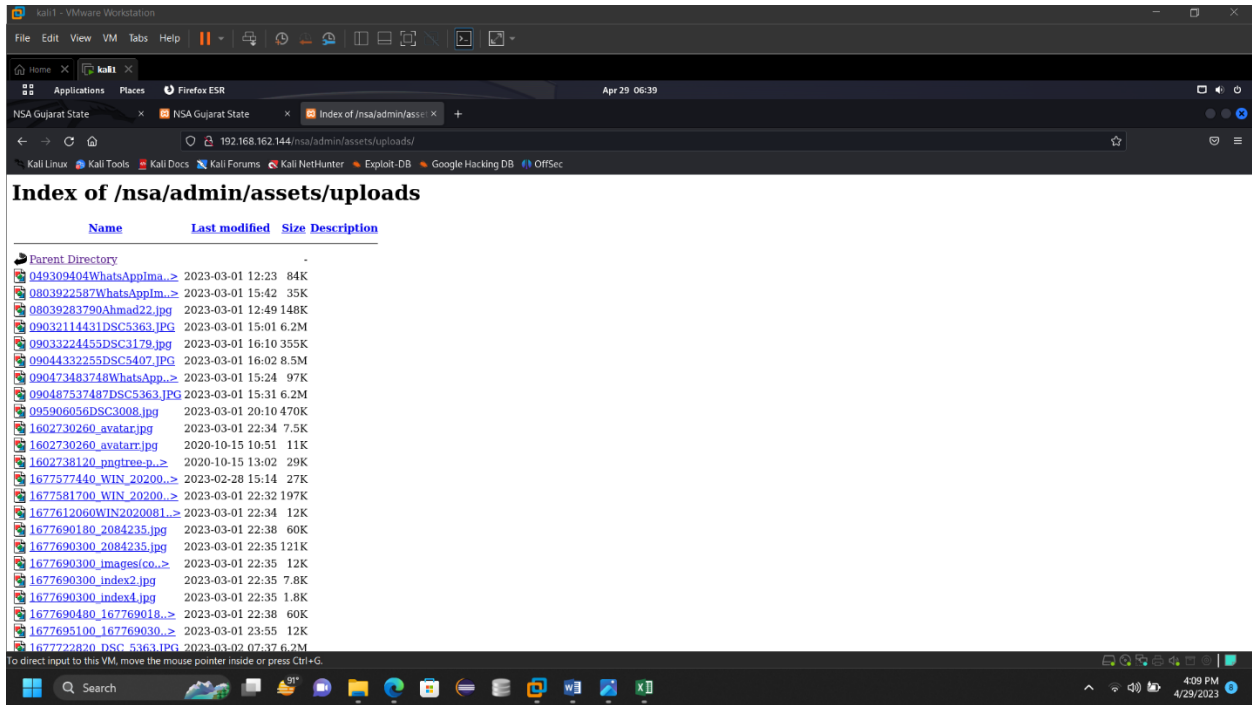 kali1 - VMware Workstation
File Edit View VM Tabs Help
Home kali1
Applications Places Firefox ESR Apr 29 06:39
NSA Gujarat State NSA Gujarat State Index of /nsa/admin/asset
192.168.162.144/nsa/admin/assets/uploads/
Kali Linux Kali Tools Kali Docs Kali Forums Kali NetHunter Exploit-DB Google Hacking DB OffSec
Index of /nsa/admin/assets/uploads
Name Last modified Size Description
Parent Directory -
049309404WhatsAppIma..> 2023-03-01 12:23 84K
0803922587WhatsAppIm..> 2023-03-01 15:42 35K
08039283790Ahmad22.jpg 2023-03-01 12:49 148K
09032114431DSC5363.JPG 2023-03-01 15:01 6.2M
09033224455DSC3179.jpg 2023-03-01 16:10 355K
09044332255DSC5407.JPG 2023-03-01 16:02 8.5M
090473483748WhatsApp..> 2023-03-01 15:24 97K
090487537487DSC5363.JPG 2023-03-01 15:31 6.2M
095906056DSC3008.jpg 2023-03-01 20:10 470K
1602730260_avatar.jpg 2023-03-01 22:34 7.5K
1602730260_avatarr.jpg 2020-10-15 10:51 11K
1602738120_pngtree-p..> 2020-10-15 13:02 29K
1677577440_WIN_20200..> 2023-02-28 15:14 27K
1677581700_WIN_20200..> 2023-03-01 22:32 197K
1677612060WIN2020081..> 2023-03-01 22:34 12K
1677690180_2084235.jpg 2023-03-01 22:38 60K
1677690300_2084235.jpg 2023-03-01 22:35 121K
1677690300_images(co..> 2023-03-01 22:35 12K
1677690300_index2.jpg 2023-03-01 22:35 7.8K
1677690300_index4.jpg 2023-03-01 22:35 1.8K
1677690480_167769018..> 2023-03-01 22:38 60K
1677695100_167769030..> 2023-03-01 23:55 12K
1677722820_DSC_5363.JPG 2023-03-02 07:37 6.2M
To direct input to this VM, move the mouse pointer inside or press Ctrl+G.
Search 91° 4:09 PM
4/29/2023 8